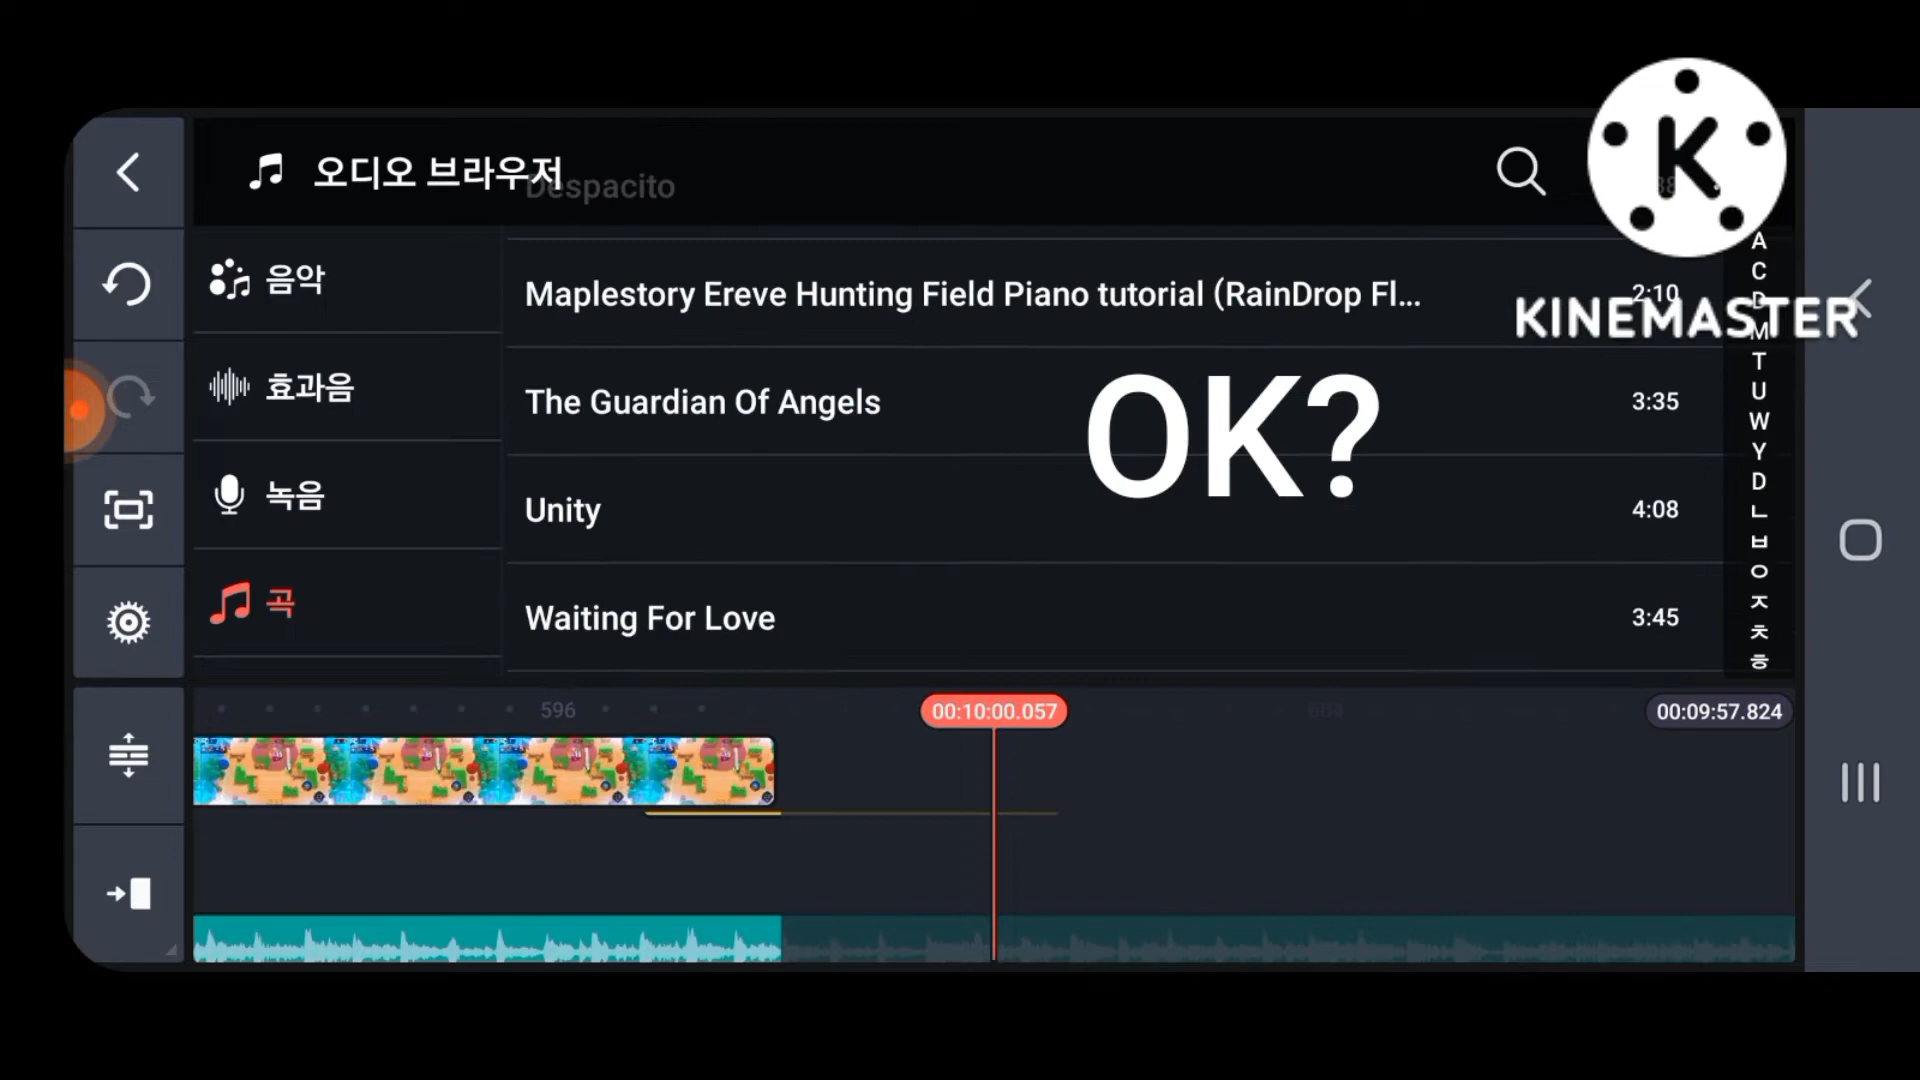 오디오 브라우저
Despacito
음악
Maplestory Ereve Hunting Field Piano tutorial (RainDrop Fl...
2:10
K
KINEMASTER
효과음
The Guardian Of Angels
3:35
OK?
녹음
Unity
4:08
곡
Waiting For Love
3:45
A
C
D
M
T
U
W
Y
D
ㄴ
ㅂ
ㅇ
ㅈ
ㅊ
ㅎ
596
00:10:00.057
604
00:09:57.824